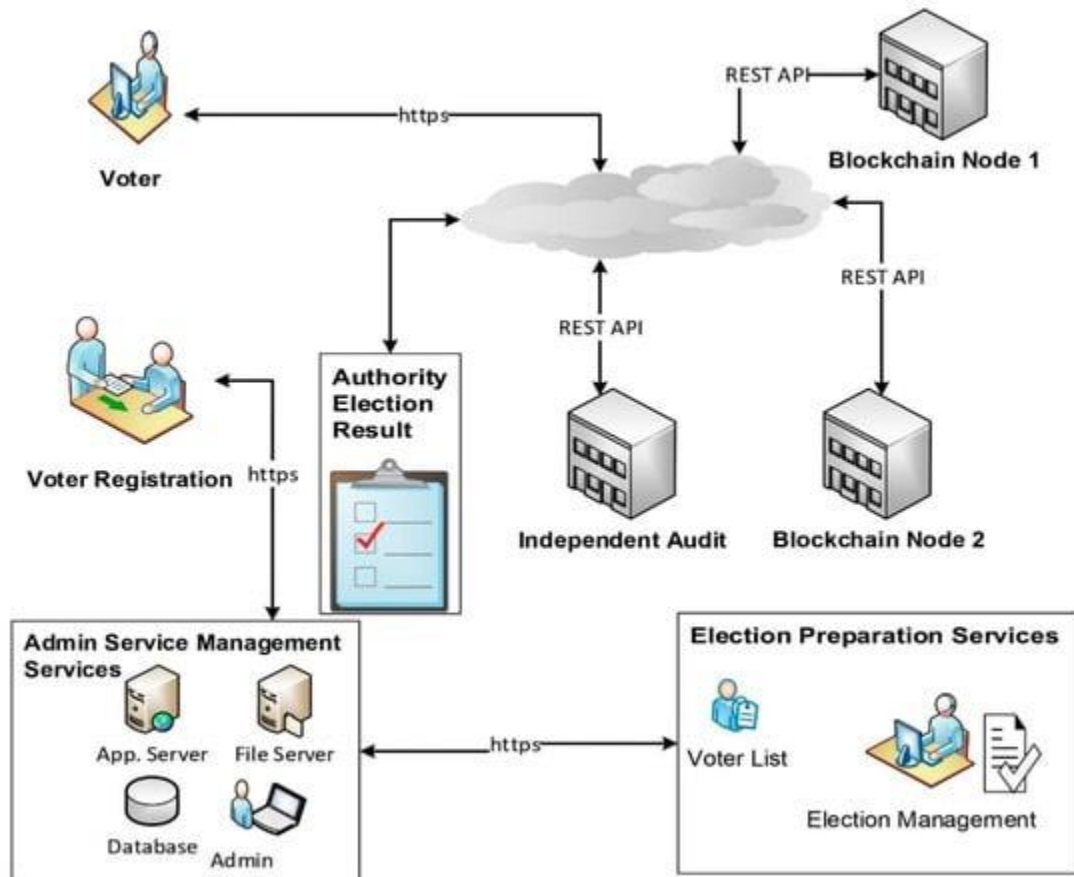 https
REST API
Blockchain Node 1
Voter
REST API
REST API
Authority
Election
Result
Voter Registration
https
Independent Audit
Blockchain Node 2
Admin Service Management
Services
App. Server
File Server
Database
Admin
https
Election Preparation Services
Voter List
Election Management